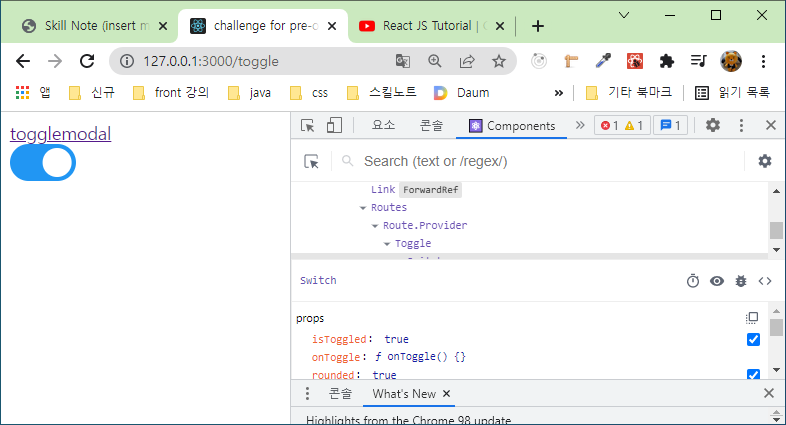 Skill Note (insert m
challenge for pre-o
React JS Tutorial |
127.0.0.1:3000/toggle
앱 신규 front 강의 java css 스킬노트 Daum » 기타 북마크 읽기 목록
togglemodal
요소 콘솔 Components » 1 1 1
Search (text or /regex/)
Link ForwardRef
Routes
Route.Provider
Toggle
Switch
props
isToggled: true
onToggle: ƒ onToggle() {}
rounded: true
콘솔 What's New
Highlights from the Chrome 98 update